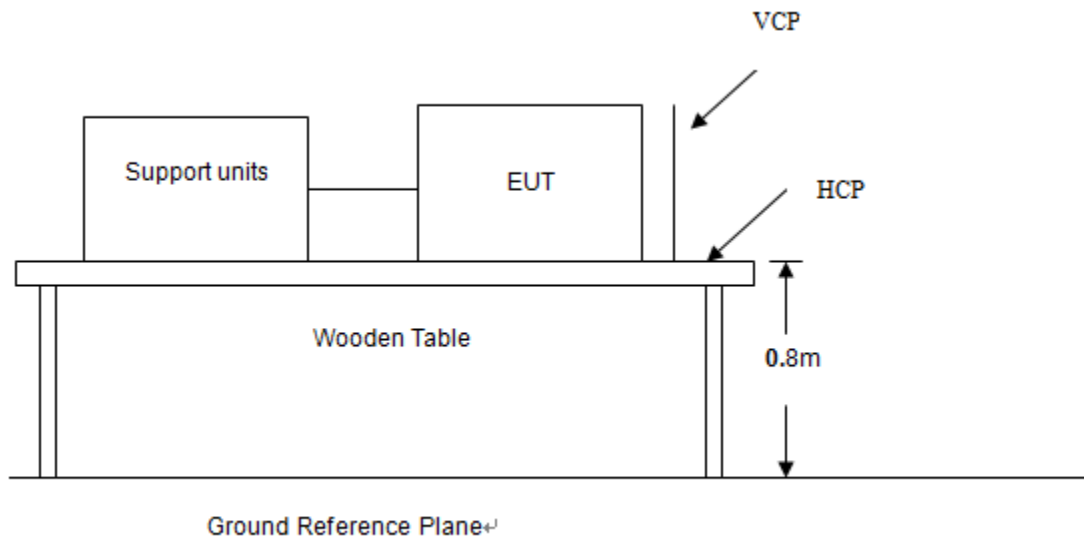 VCP
Support units
EUT
HCP
Wooden Table
0.8m
Ground Reference Plane↵